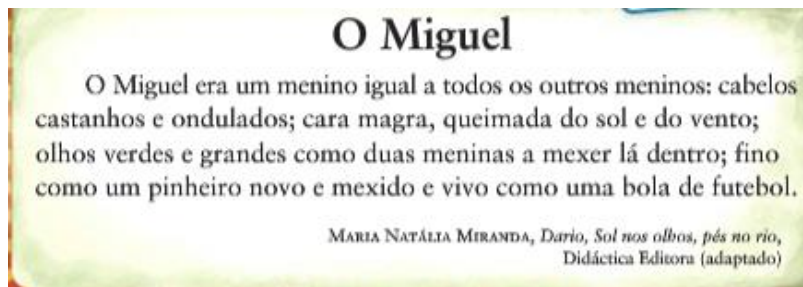 O Miguel
O Miguel era um menino igual a todos os outros meninos: cabelos
castanhos e ondulados; cara magra, queimada do sol e do vento;
olhos verdes e grandes como duas meninas a mexer lá dentro; fino
como um pinheiro novo e mexido e vivo como uma bola de futebol.
MARIA NATÁLIA MIRANDA, Dario, Sol nos olhos, pés no rio,
Didáctica Editora (adaptado)